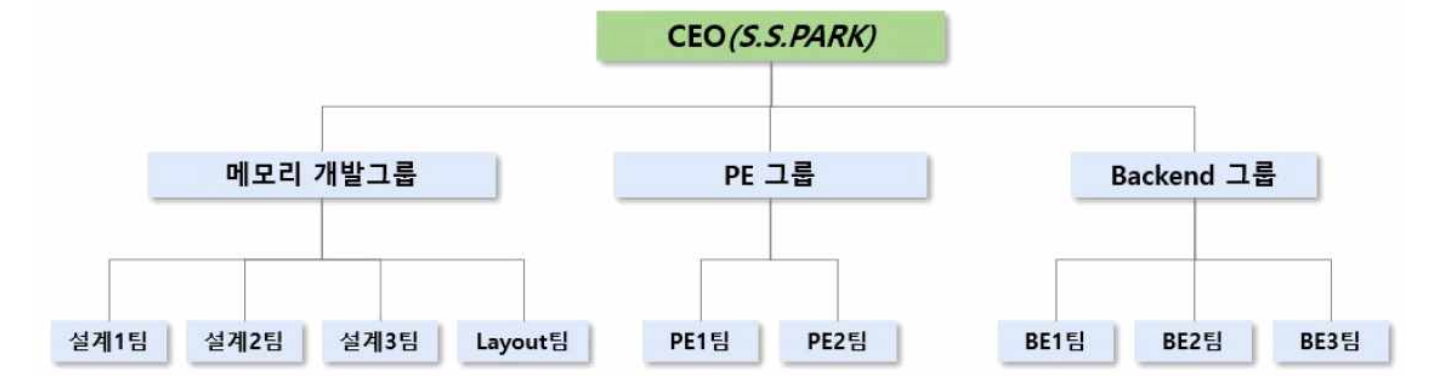 CEO(S.S.PARK)
메모리 개발그룹
PE 그룹
Backend 그룹
설계1팀
설계2팀
설계3팀
Layout팀
PE1팀
PE2팀
BE1팀
BE2팀
BE3팀